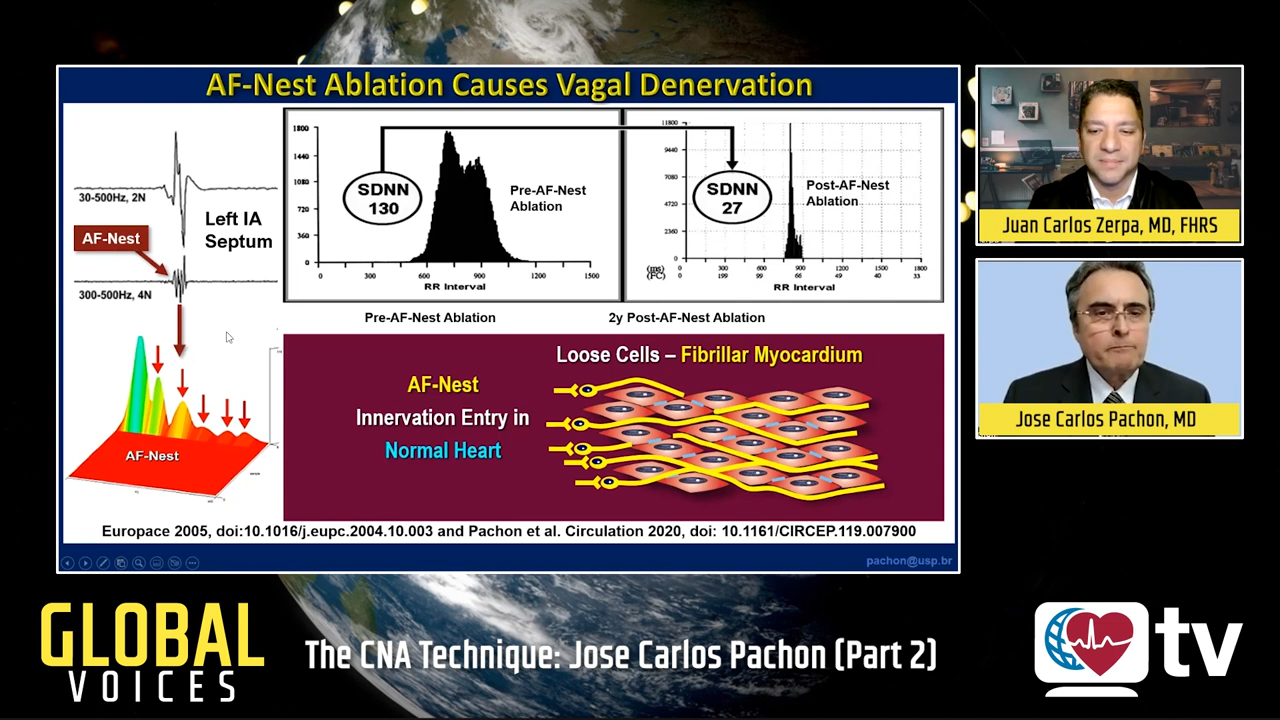 AF-Nest Ablation Causes Vagal Denervation
30-500Hz, 2N
Left IA
Septum
AF-Nest
300-500Hz, 4N
AF-Nest
1800
1440
1080
720
360
0
0 300 600 900 1200 1500
RR Interval
SDNN
130
Pre-AF-Nest
Ablation
11800
9440
7080
4720
2360
0
(ms) 0 300 600 900 1200 1500 1800
(FC) 199 99 66 49 40 33
RR Interval
SDNN
27
Post-AF-Nest
Ablation
Pre-AF-Nest Ablation
2y Post-AF-Nest Ablation
Loose Cells – Fibrillar Myocardium
AF-Nest
Innervation Entry in
Normal Heart
Europace 2005, doi:10.1016/j.eupc.2004.10.003 and Pachon et al. Circulation 2020, doi: 10.1161/CIRCEP.119.007900
pachon@usp.br
Juan Carlos Zerpa, MD, FHRS
Jose Carlos Pachon, MD
GLOBAL
VOICES
The CNA Technique: Jose Carlos Pachon (Part 2)
tv